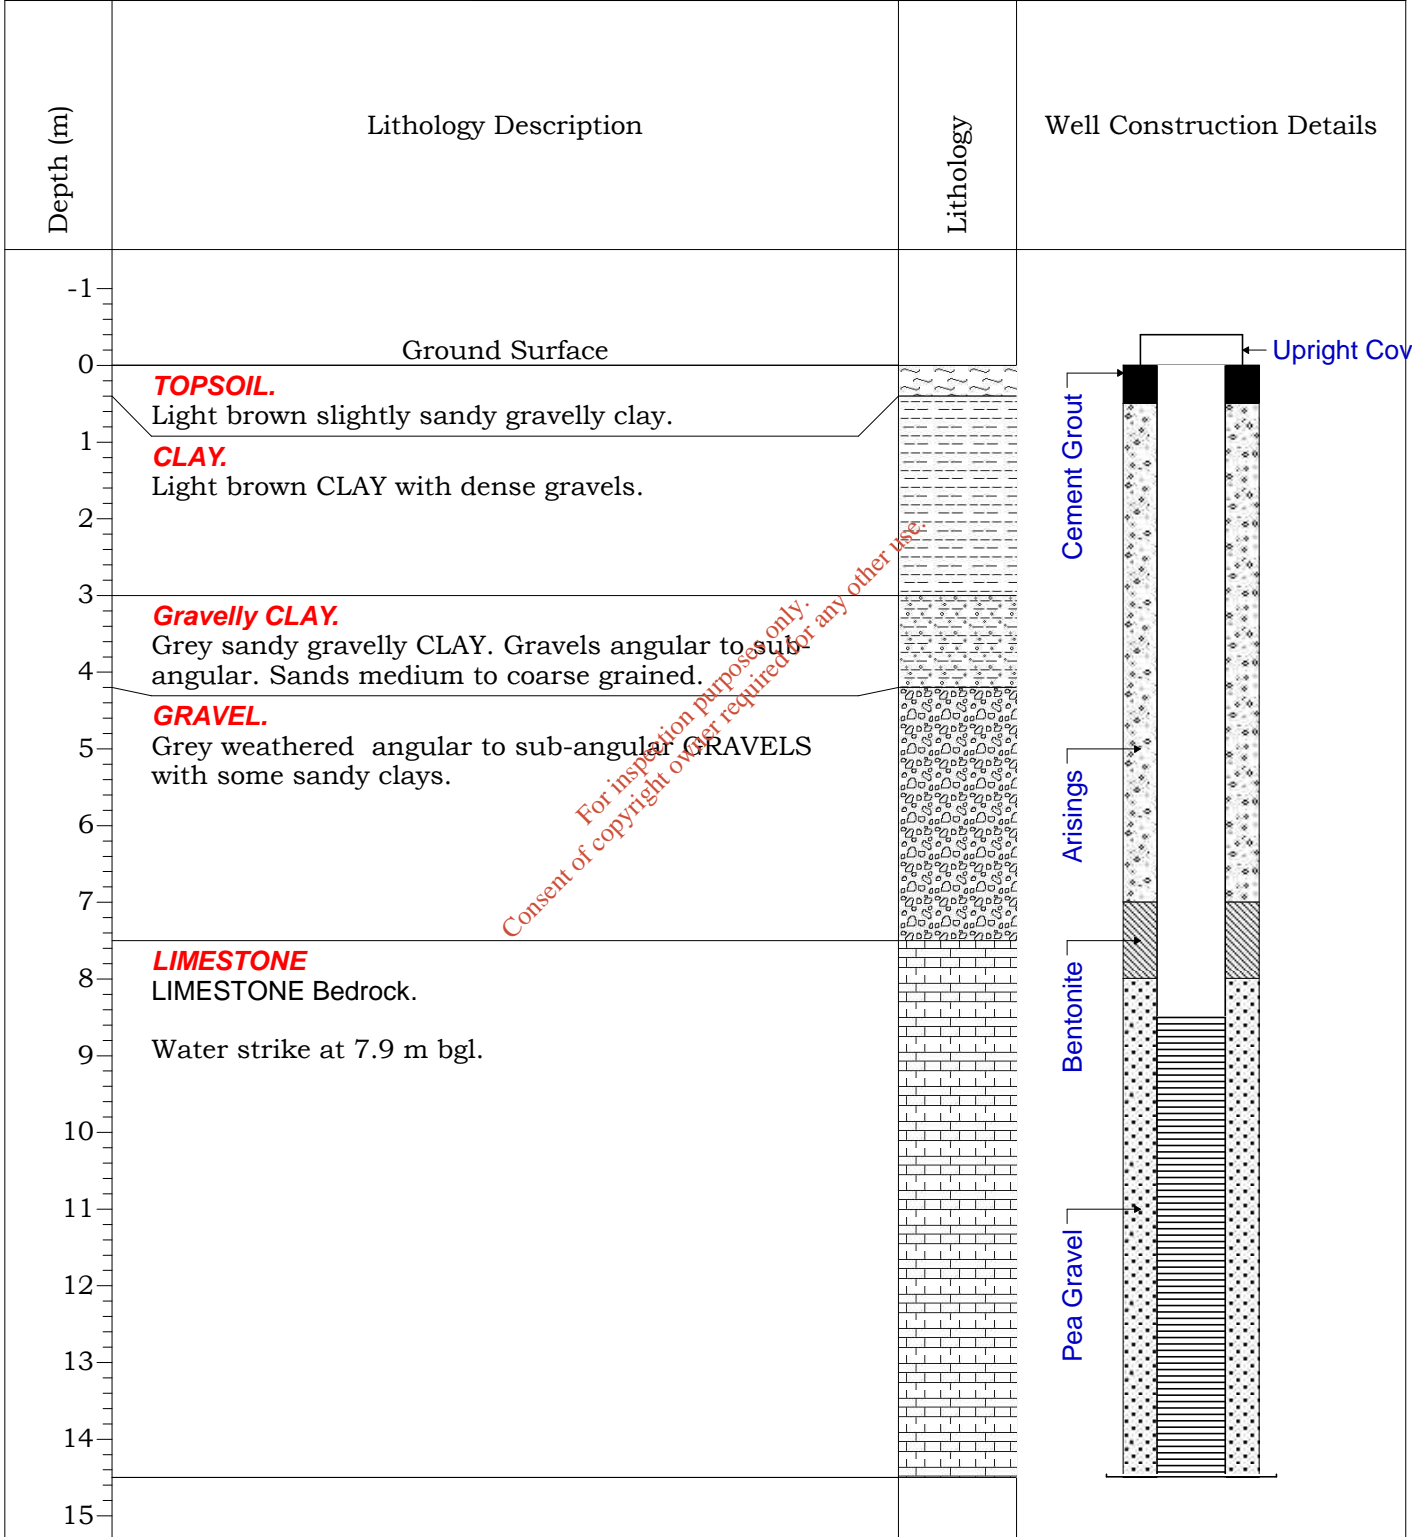 Depth (m)
Lithology Description
Lithology
Well Construction Details
-1
0
1
2
3
4
5
6
7
8
9
10
11
12
13
14
15
Ground Surface
TOPSOIL.
Light brown slightly sandy gravelly clay.
CLAY.
Light brown CLAY with dense gravels.
Gravelly CLAY.
Grey sandy gravelly CLAY. Gravels angular to sub-
angular. Sands medium to coarse grained.
GRAVEL.
Grey weathered  angular to sub-angular GRAVELS
with some sandy clays.
LIMESTONE
LIMESTONE Bedrock.
Water strike at 7.9 m bgl.
For inspection purposes only.
Consent of copyright owner required for any other use.
Upright Cov
Cement Grout
Arisings
Bentonite
Pea Gravel